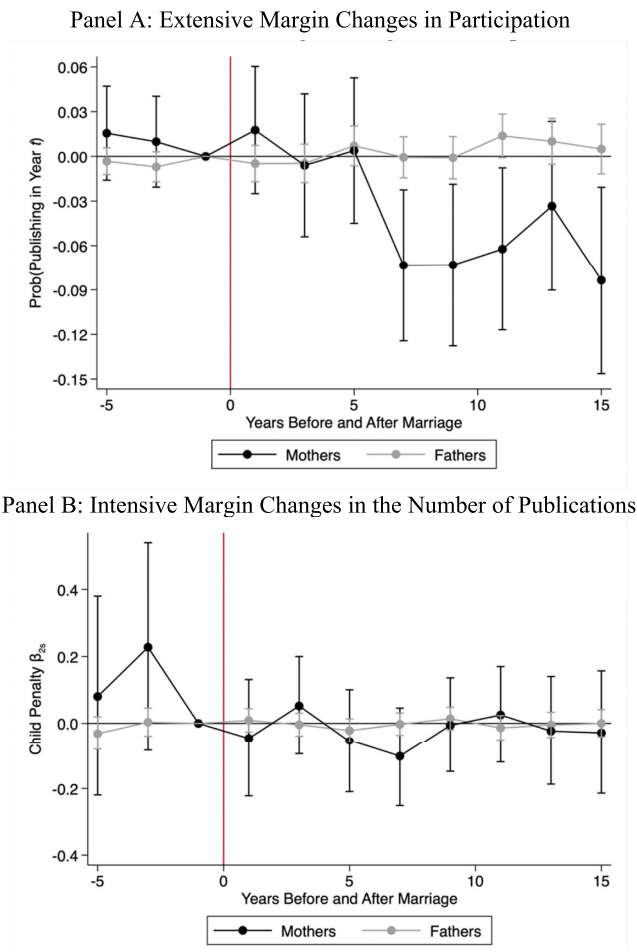 Panel A: Extensive Margin Changes in Participation
Prob(Publishing in Year t)
0.06
0.03
0.00
-0.03
-0.06
-0.09
-0.12
-0.15
-5 0 5 10 15
Years Before and After Marriage
Mothers Fathers
Panel B: Intensive Margin Changes in the Number of Publications
Child Penalty β2s
0.4
0.2
0.0
-0.2
-0.4
-5 0 5 10 15
Years Before and After Marriage
Mothers Fathers